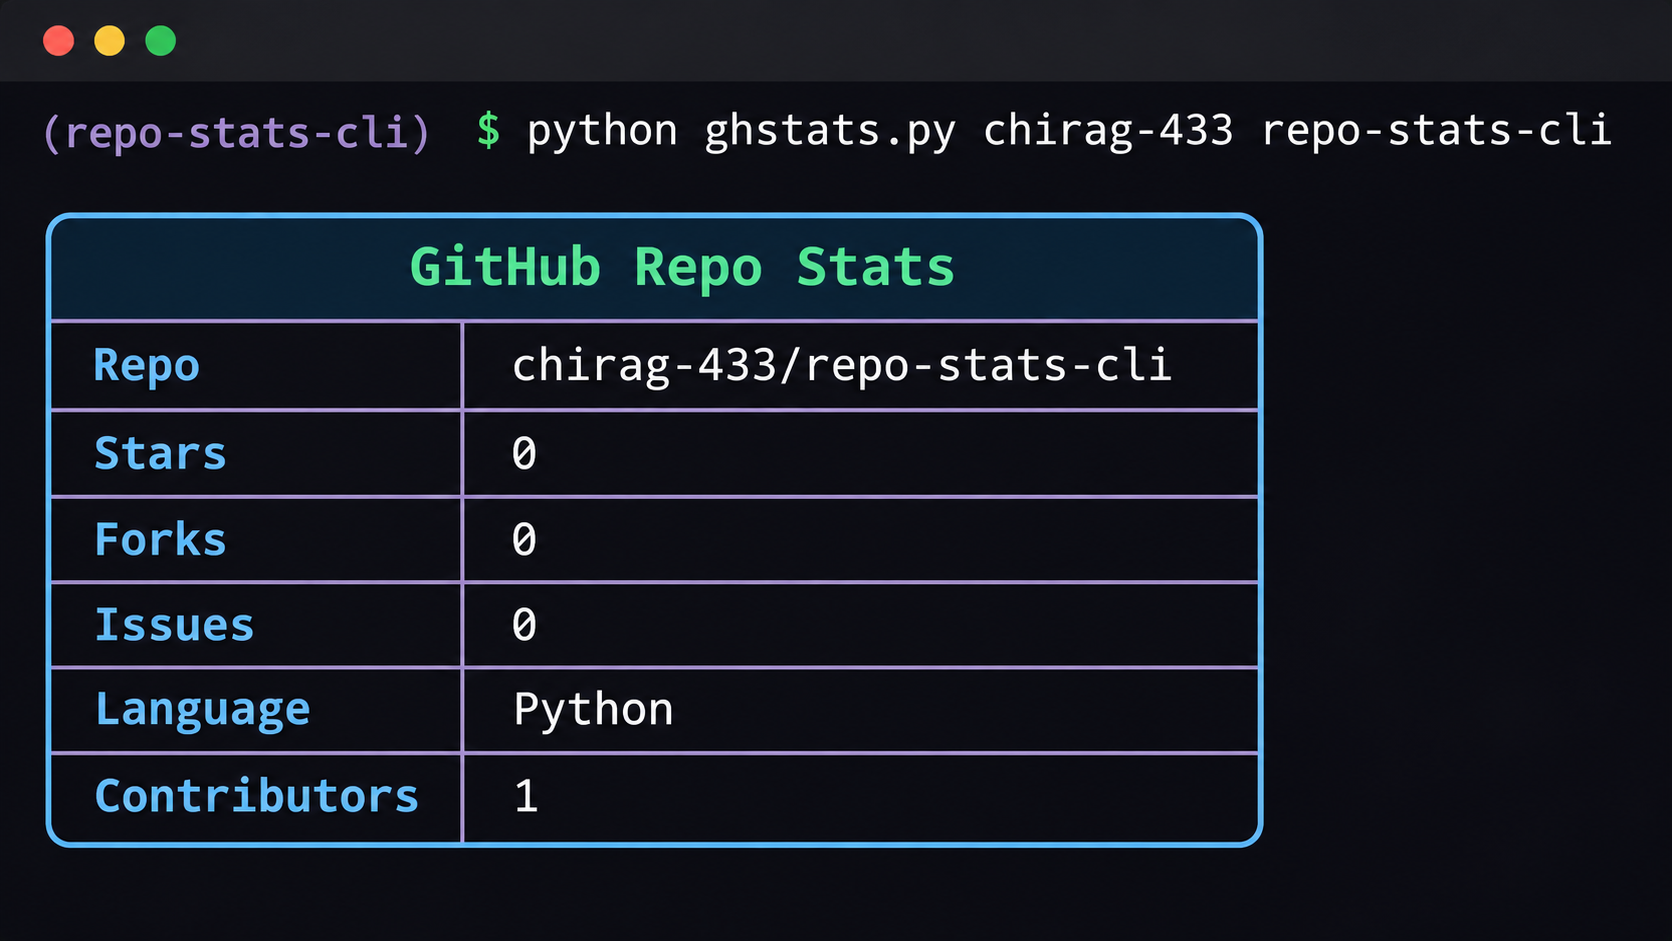 (repo-stats-cli) $ python ghstats.py chirag-433 repo-stats-cli
GitHub Repo Stats
Repo chirag-433/repo-stats-cli
Stars 0
Forks 0
Issues 0
Language Python
Contributors 1